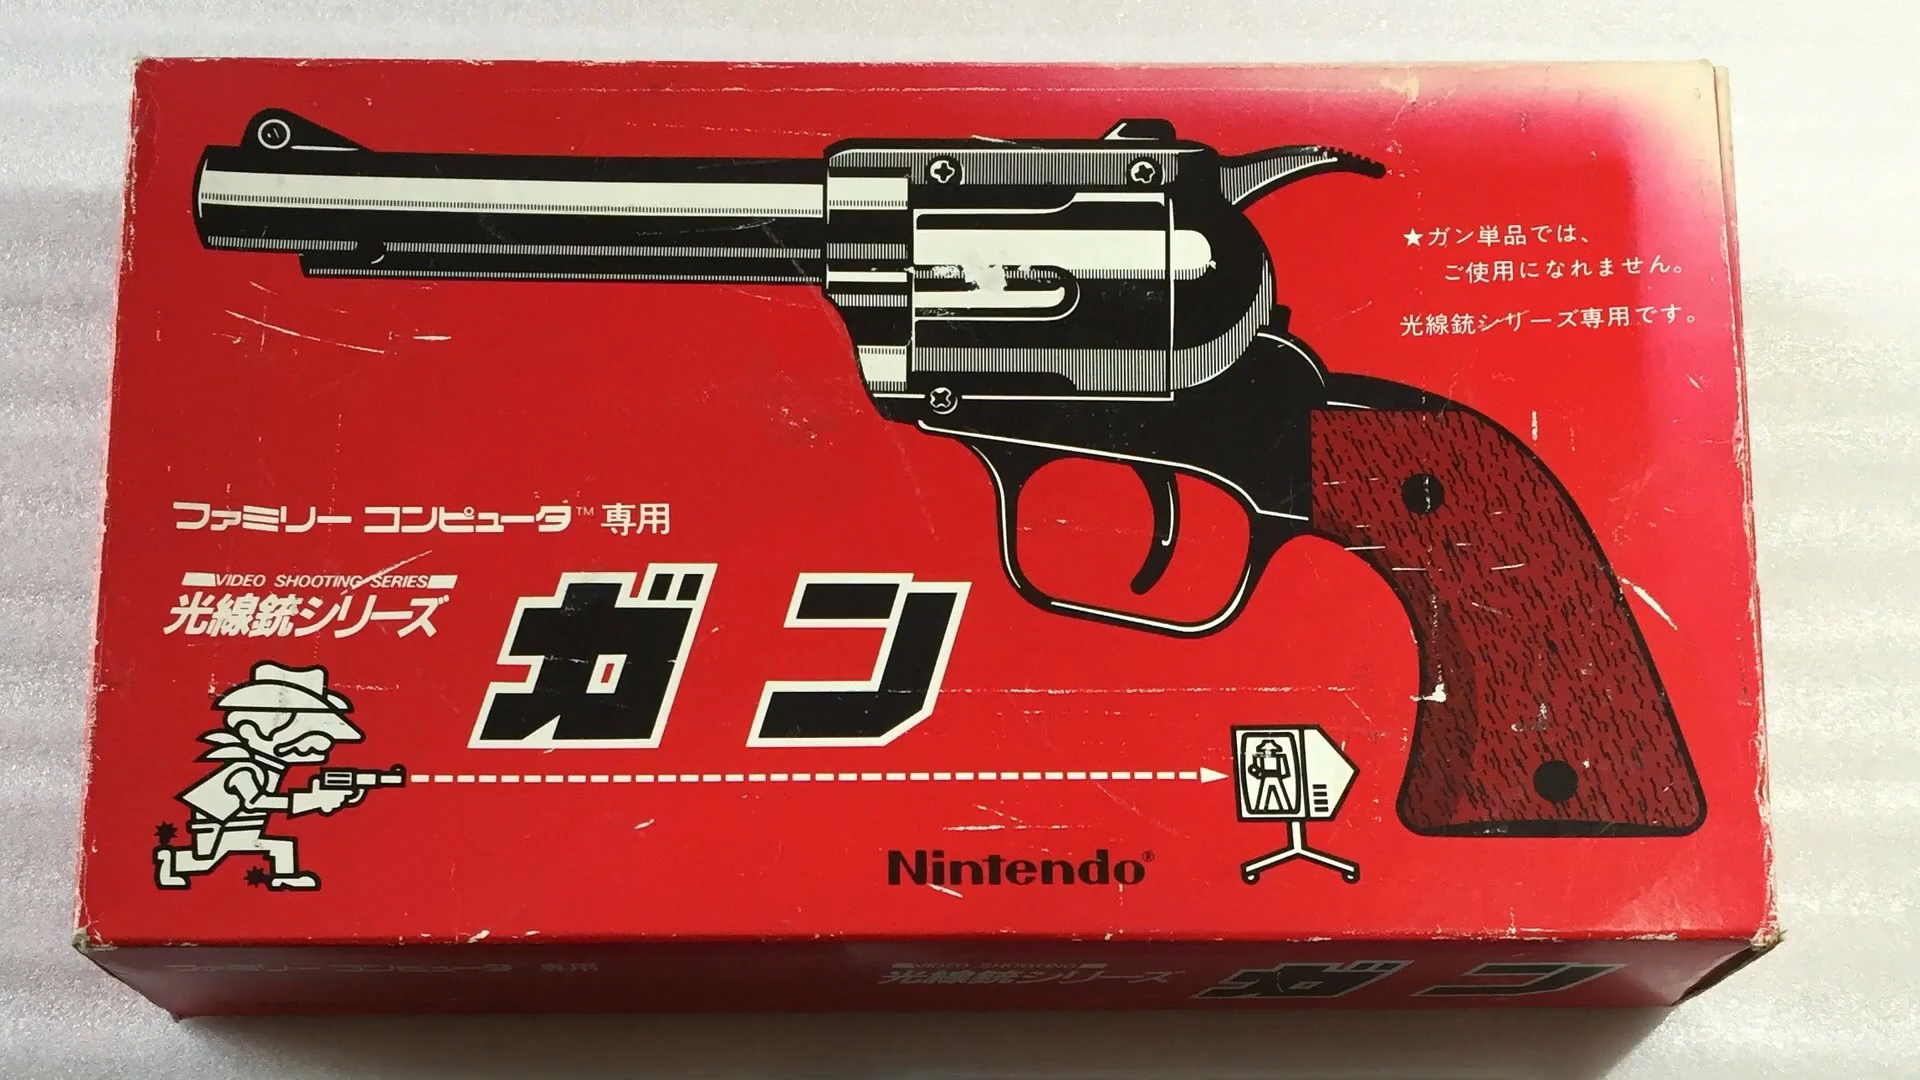 ★ガン単品では、
ご使用になれません。
光線銃シリーズ専用です。
ファミリー コンピュータ™ 専用
VIDEO SHOOTING SERIES
光線銃シリーズ
ガン
Nintendo®
ファミリー コンピュータ 専用
VIDEO SHOOTING
光線銃シリーズ
ガン